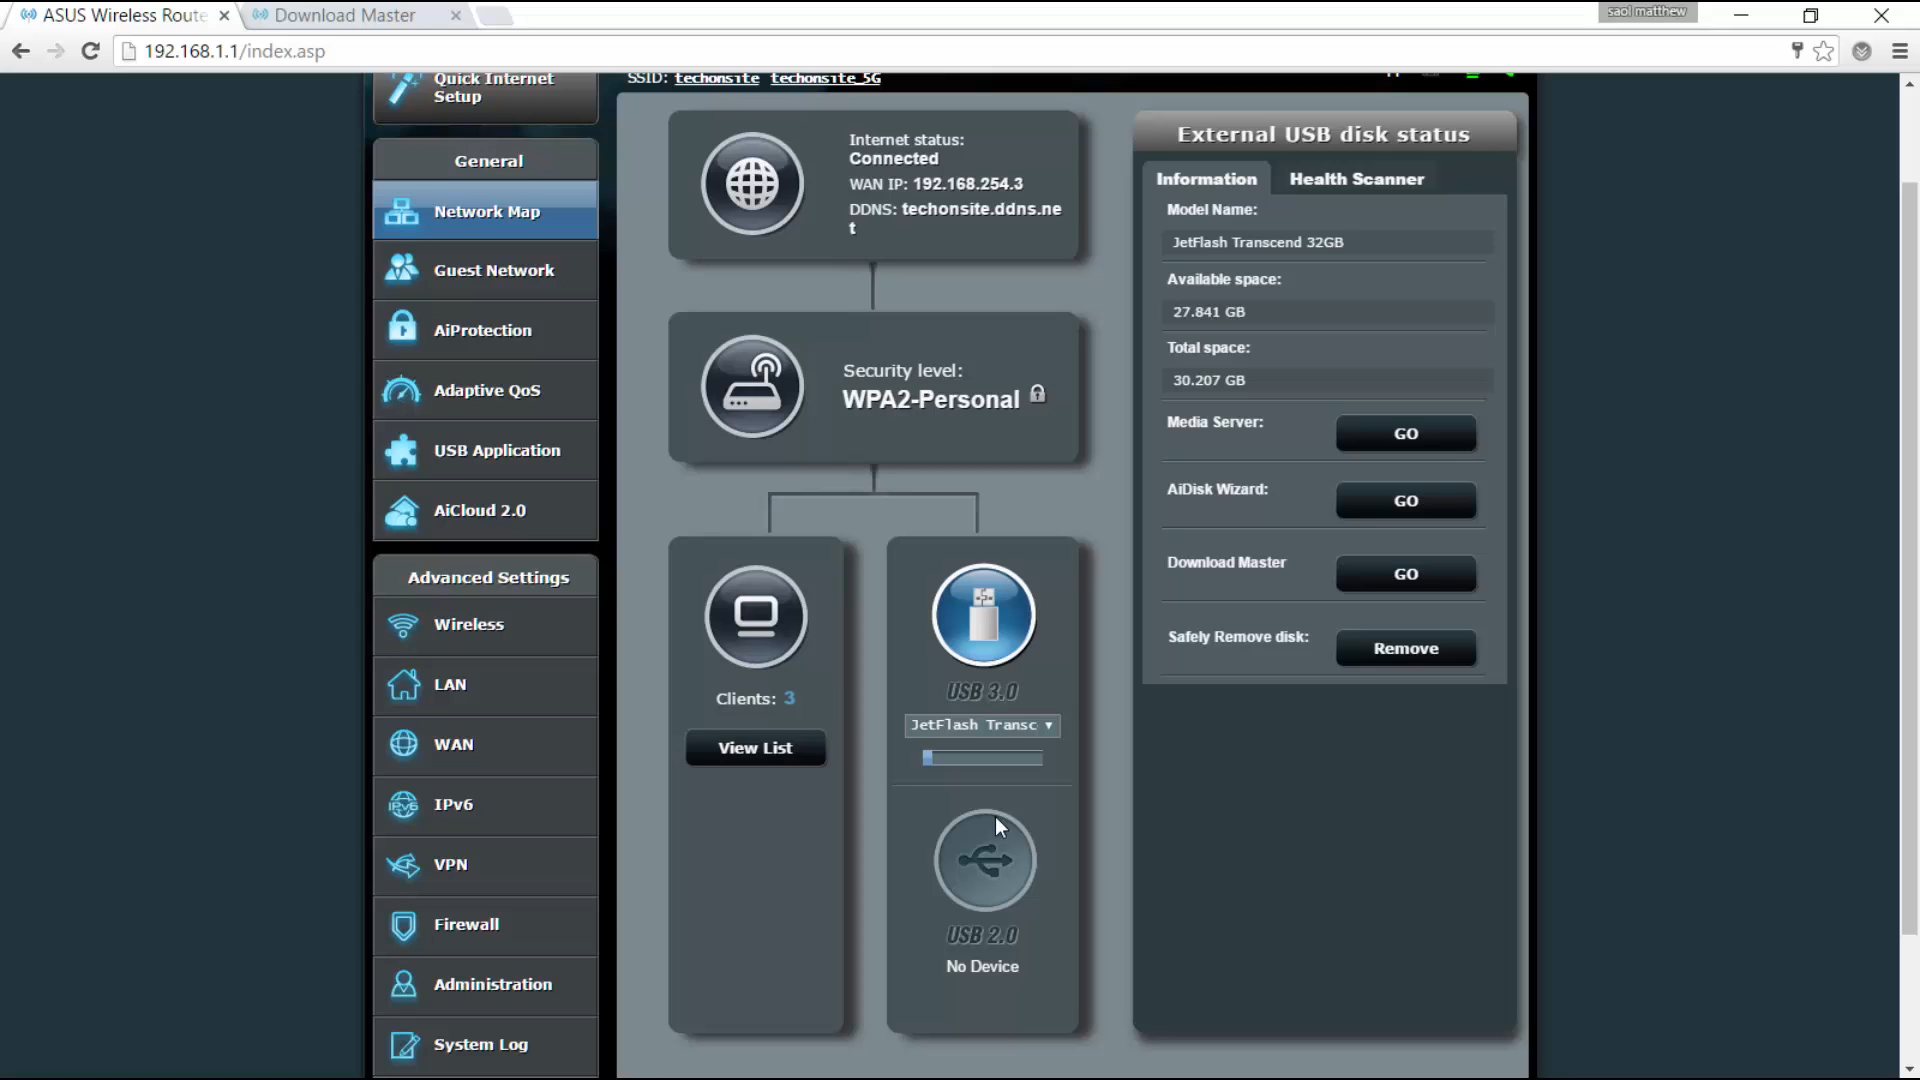 ASUS Wireless Route
Download Master
saol matthew
192.168.1.1/index.asp
Quick Internet
Setup
SSID: techonsite techonsite_5G
General
Network Map
Guest Network
AiProtection
Adaptive QoS
USB Application
AiCloud 2.0
Advanced Settings
Wireless
LAN
WAN
IPv6
IPv6
VPN
Firewall
Administration
System Log
Internet status:
Connected
WAN IP: 192.168.254.3
DDNS: techonsite.ddns.ne
t
Security level:
WPA2-Personal
Clients: 3
View List
USB 3.0
JetFlash Transc
USB 2.0
No Device
External USB disk status
Information Health Scanner
Model Name:
JetFlash Transcend 32GB
Available space:
27.841 GB
Total space:
30.207 GB
Media Server: GO
AiDisk Wizard: GO
Download Master GO
Safely Remove disk: Remove